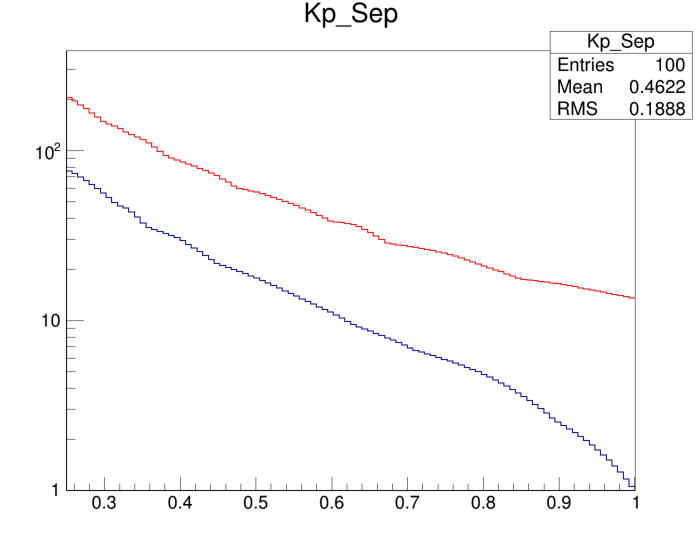 Kp_Sep
Kp_Sep
Entries 100
Mean 0.4622
RMS 0.1888
10²
10
1
0.3 0.4 0.5 0.6 0.7 0.8 0.9 1